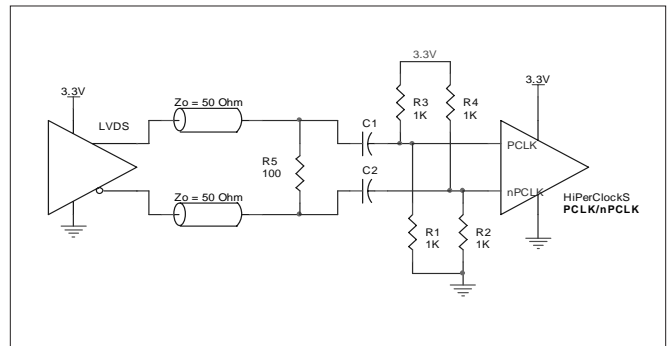 3.3V
3.3V
3.3V
Zo = 50 Ohm
LVDS
C1
R3
1K
R4
1K
PCLK
R5
100
Zo = 50 Ohm
C2
nPCLK
HiPerClockS
PCLK/nPCLK
R1
1K
R2
1K